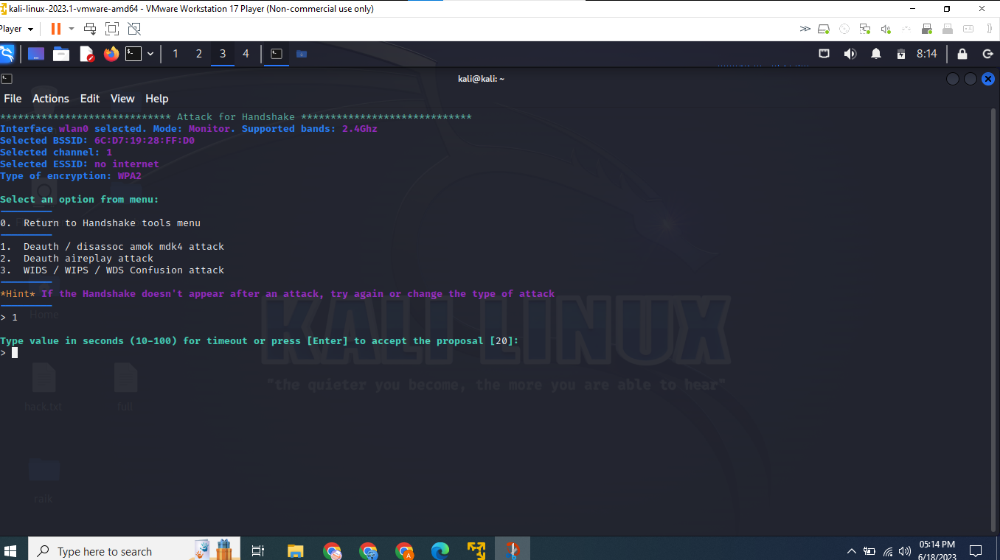 kali-linux-2023.1-vmware-amd64 - VMware Workstation 17 Player (Non-commercial use only)
Player
1 2 3 4
8:14
kali@kali: ~
File Actions Edit View Help
***************************** Attack for Handshake *****************************
Interface wlan0 selected. Mode: Monitor. Supported bands: 2.4Ghz
Selected BSSID: 6C:D7:19:28:FF:D0
Selected channel: 1
Selected ESSID: no internet
Type of encryption: WPA2
Select an option from menu:
0. Return to Handshake tools menu
1. Deauth / disassoc amok mdk4 attack
2. Deauth aireplay attack
3. WIDS / WIPS / WDS Confusion attack
*Hint* If the Handshake doesn't appear after an attack, try again or change the type of attack
Home
> 1
KALI LINUX
Type value in seconds (10-100) for timeout or press [Enter] to accept the proposal [20]:
>
"the quieter you become, the more you are able to hear"
hack.txt full
raik
Type here to search
05:14 PM
6/18/2023